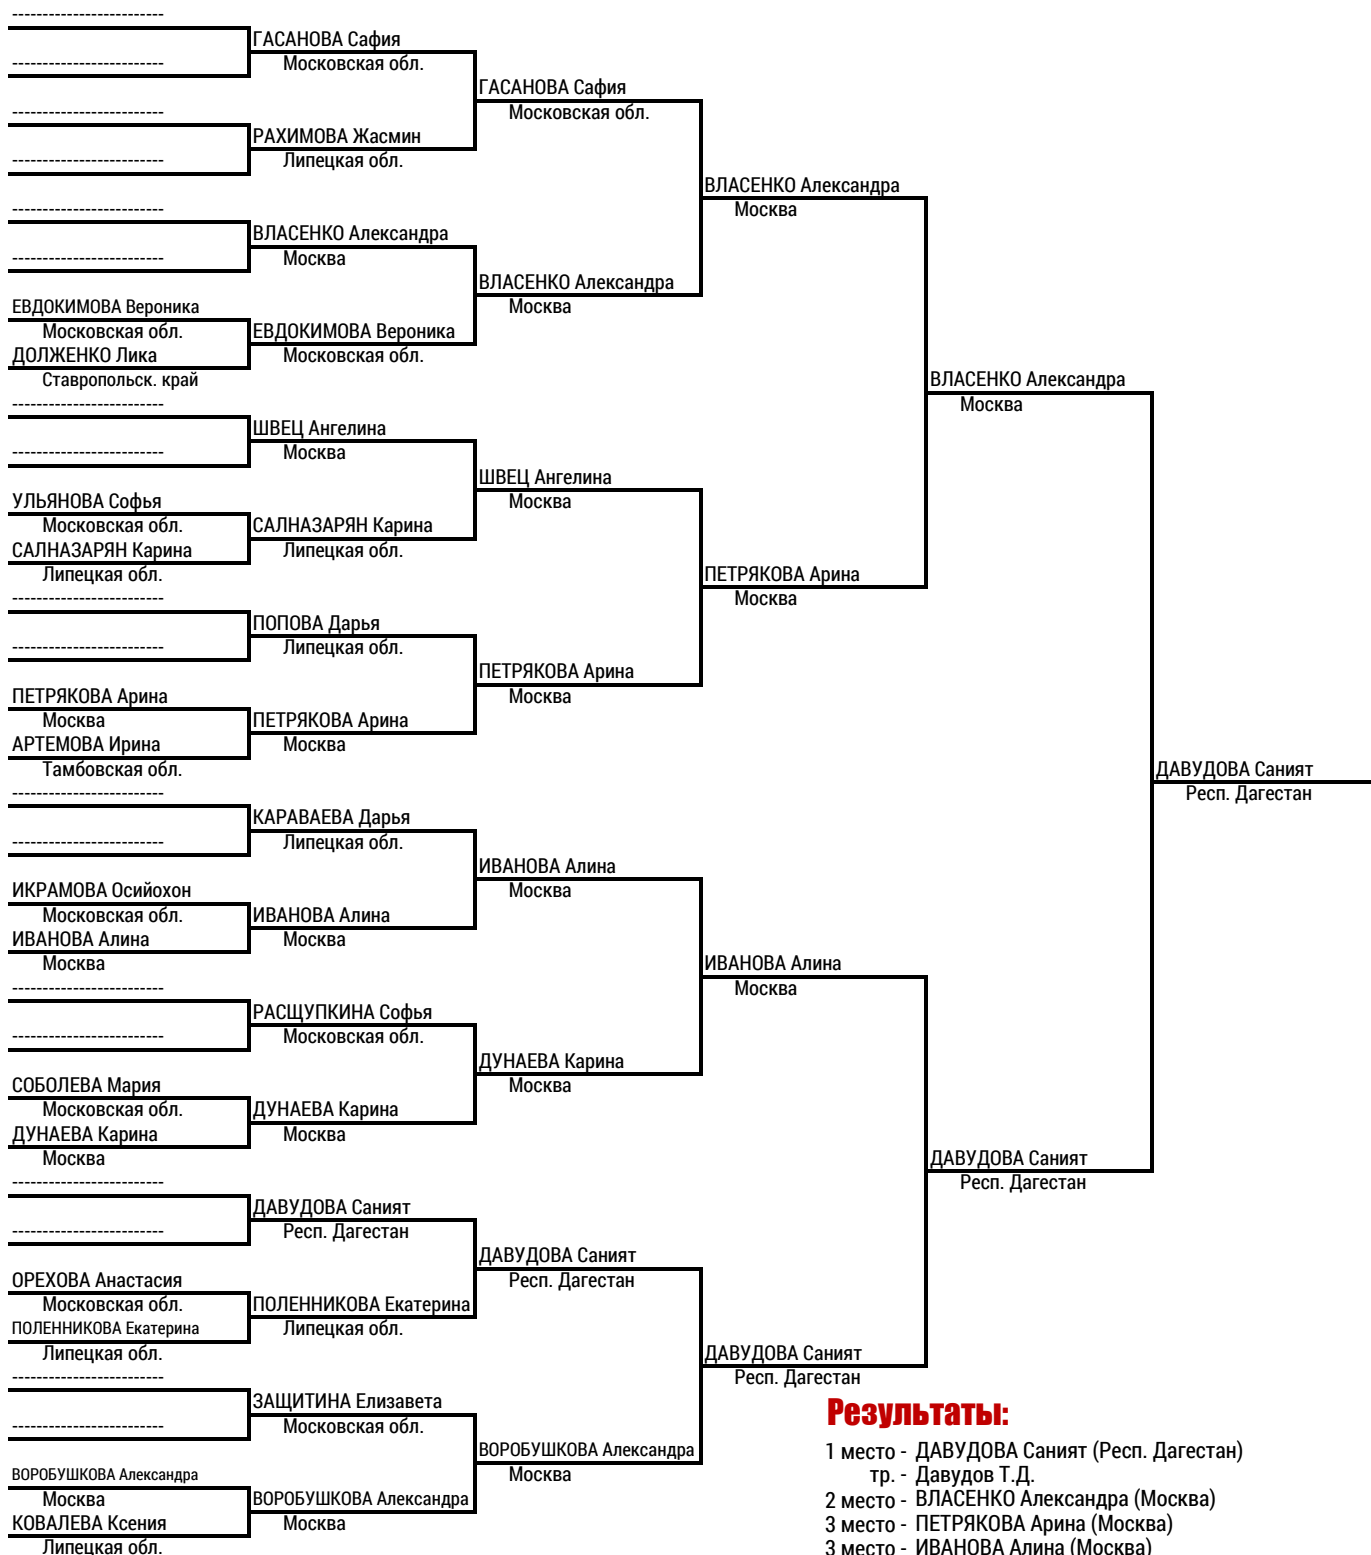 -------------------------
ГАСАНОВА Сафия
-------------------------
Московская обл.
ГАСАНОВА Сафия
-------------------------
Московская обл.
РАХИМОВА Жасмин
-------------------------
Липецкая обл.
ВЛАСЕНКО Александра
-------------------------
Москва
ВЛАСЕНКО Александра
-------------------------
Москва
ВЛАСЕНКО Александра
ЕВДОКИМОВА Вероника
Москва
Московская обл.
ЕВДОКИМОВА Вероника
ДОЛЖЕНКО Лика
Московская обл.
Ставропольск. край
ВЛАСЕНКО Александра
-------------------------
Москва
ШВЕЦ Ангелина
-------------------------
Москва
ШВЕЦ Ангелина
УЛЬЯНОВА Софья
Москва
Московская обл.
САЛНАЗАРЯН Карина
САЛНАЗАРЯН Карина
Липецкая обл.
Липецкая обл.
ПЕТРЯКОВА Арина
-------------------------
Москва
ПОПОВА Дарья
-------------------------
Липецкая обл.
ПЕТРЯКОВА Арина
ПЕТРЯКОВА Арина
Москва
Москва
ПЕТРЯКОВА Арина
АРТЕМОВА Ирина
Москва
Тамбовская обл.
ДАВУДОВА Саният
-------------------------
Респ. Дагестан
КАРАВАЕВА Дарья
-------------------------
Липецкая обл.
ИВАНОВА Алина
ИКРАМОВА Осийохон
Москва
Московская обл.
ИВАНОВА Алина
ИВАНОВА Алина
Москва
Москва
ИВАНОВА Алина
-------------------------
Москва
РАСЩУПКИНА Софья
-------------------------
Московская обл.
ДУНАЕВА Карина
СОБОЛЕВА Мария
Москва
Московская обл.
ДУНАЕВА Карина
ДУНАЕВА Карина
Москва
Москва
ДАВУДОВА Саният
-------------------------
Респ. Дагестан
ДАВУДОВА Саният
-------------------------
Респ. Дагестан
ДАВУДОВА Саният
ОРЕХОВА Анастасия
Респ. Дагестан
Московская обл.
ПОЛЕННИКОВА Екатерина
ПОЛЕННИКОВА Екатерина
Липецкая обл.
Липецкая обл.
ДАВУДОВА Саният
-------------------------
Респ. Дагестан
ЗАЩИТИНА Елизавета
-------------------------
Московская обл.
ВОРОБУШКОВА Александра
ВОРОБУШКОВА Александра
Москва
Москва
ВОРОБУШКОВА Александра
КОВАЛЕВА Ксения
Москва
Липецкая обл.
Результаты:
1 место - ДАВУДОВА Саният (Респ. Дагестан)
тр. - Давудов Т.Д.
2 место - ВЛАСЕНКО Александра (Москва)
3 место - ПЕТРЯКОВА Арина (Москва)
3 место - ИВАНОВА Алина (Москва)